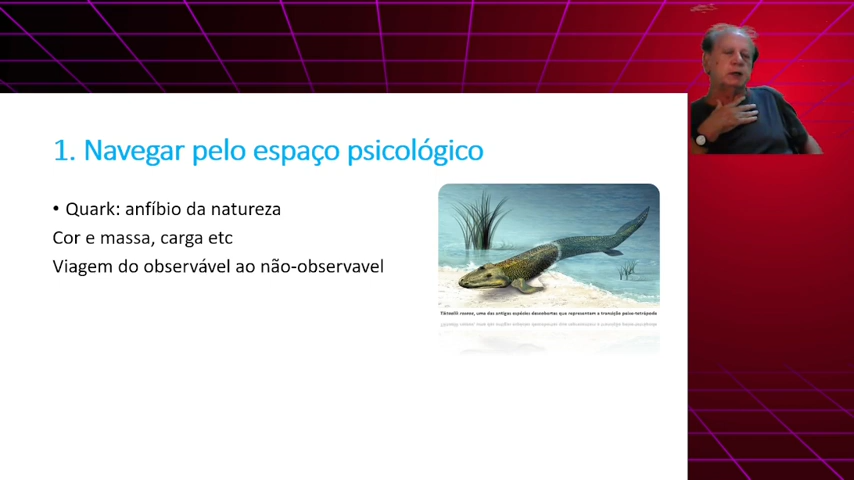 1. Navegar pelo espaço psicológico
• Quark: anfíbio da natureza
Cor e massa, carga etc
Viagem do observável ao não-observavel
Tiktaalik roseae, uma das antigas espécies descobertas que representam a transição peixe-tetrápode